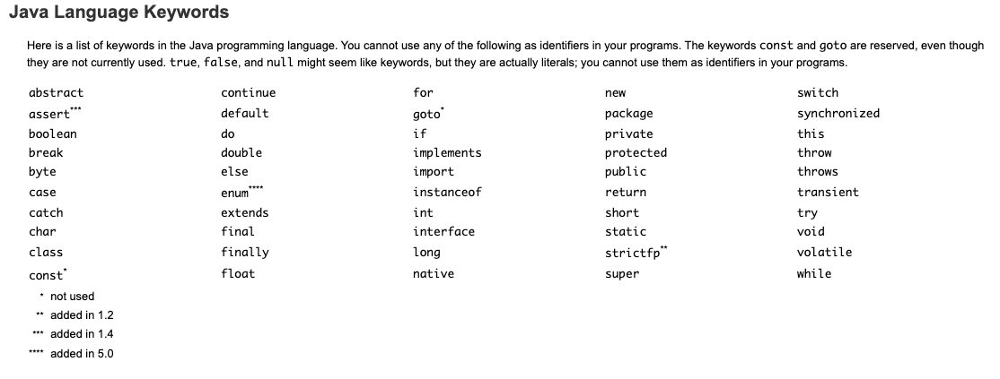 Java Language Keywords
Here is a list of keywords in the Java programming language. You cannot use any of the following as identifiers in your programs. The keywords const and goto are reserved, even though
they are not currently used. true, false, and null might seem like keywords, but they are actually literals; you cannot use them as identifiers in your programs.
abstract continue for new switch
assert*** default goto* package synchronized
boolean do if private this
break double implements protected throw
byte else import public throws
case enum**** instanceof return transient
catch extends int short try
char final interface static void
class finally long strictfp** volatile
const* float native super while
* not used
** added in 1.2
*** added in 1.4
**** added in 5.0